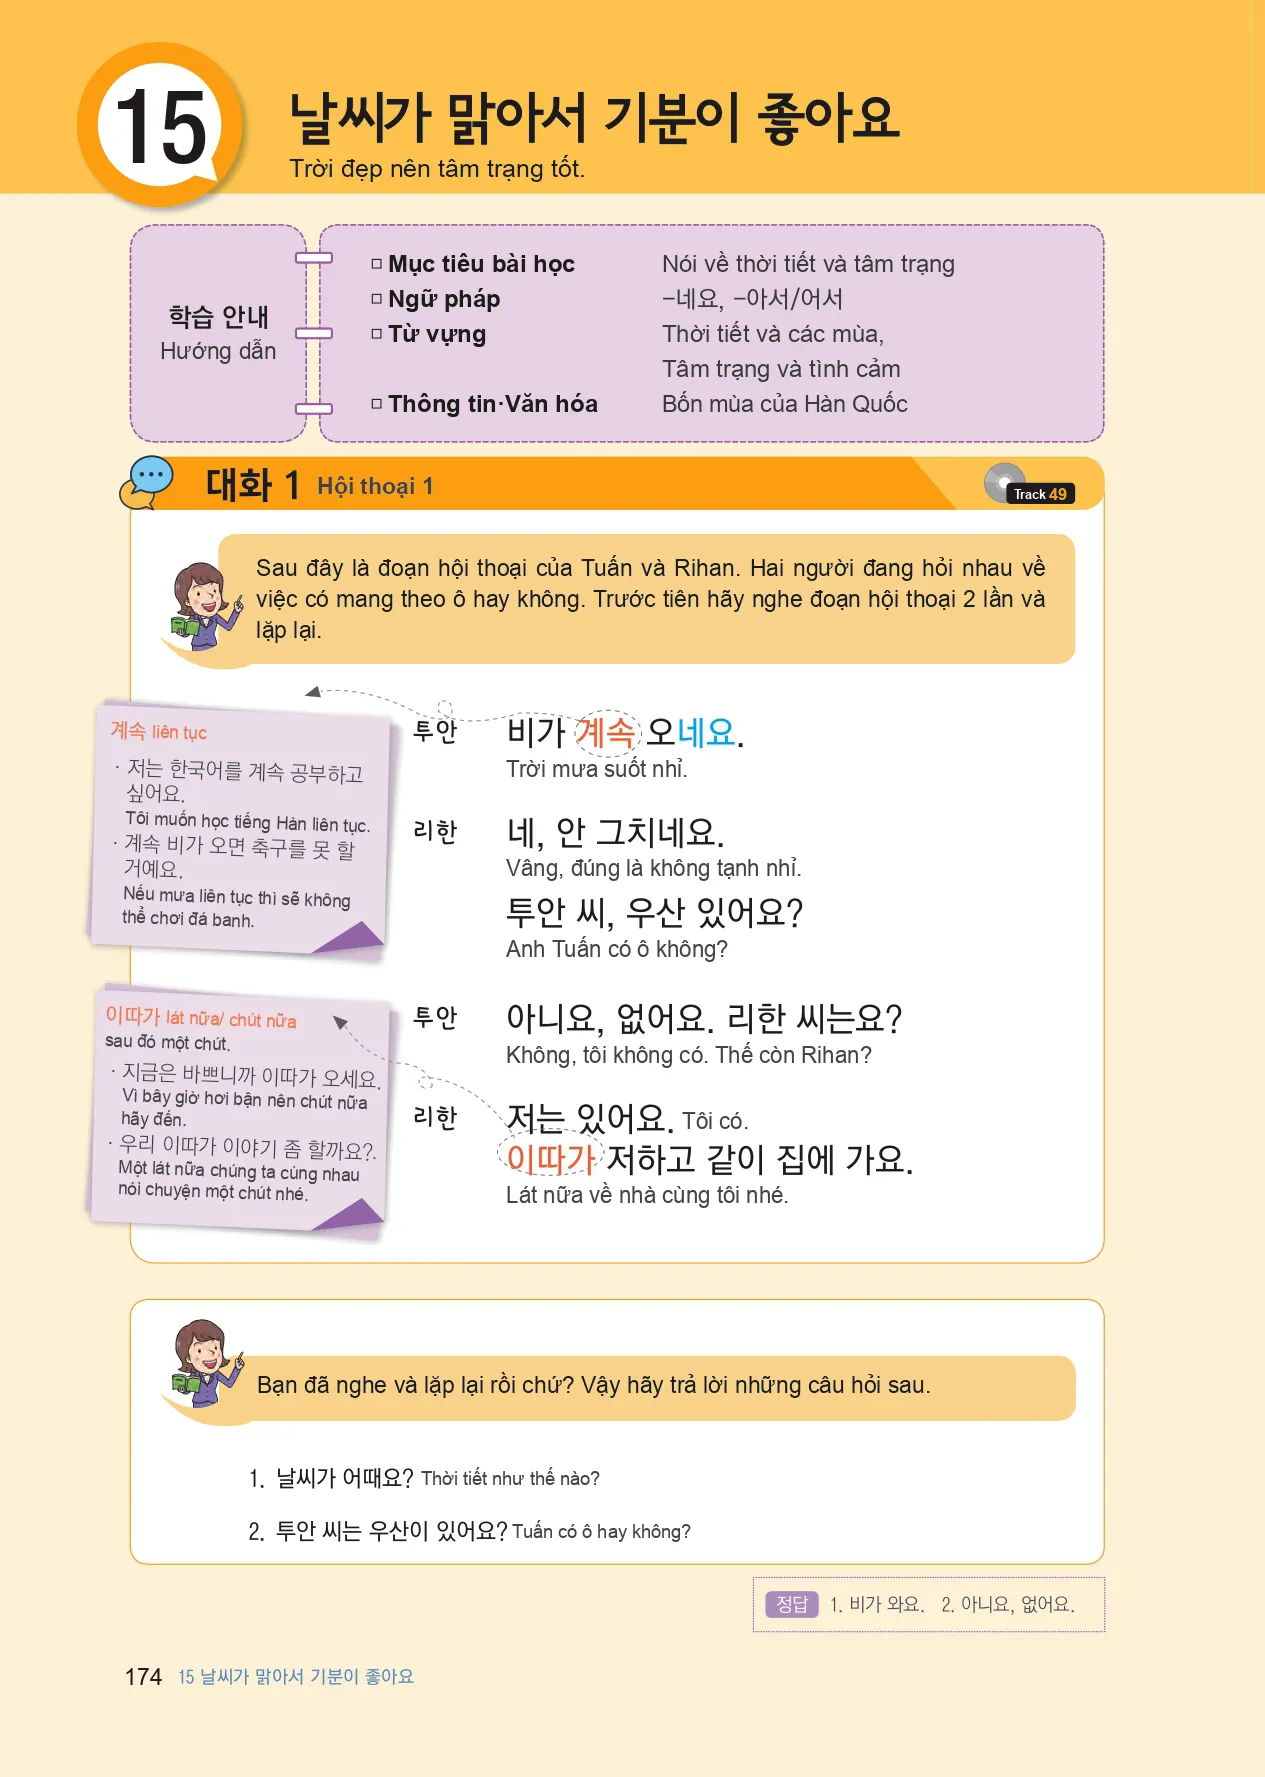 15
날씨가 맑아서 기분이 좋아요
Trời đẹp nên tâm trạng tốt.
학습 안내
Hướng dẫn
□ Mục tiêu bài học Nói về thời tiết và tâm trạng
□ Ngữ pháp –네요, –아서/어서
□ Từ vựng Thời tiết và các mùa,
Tâm trạng và tình cảm
□ Thông tin·Văn hóa Bốn mùa của Hàn Quốc
대화 1 Hội thoại 1
Track 49
Sau đây là đoạn hội thoại của Tuấn và Rihan. Hai người đang hỏi nhau về
việc có mang theo ô hay không. Trước tiên hãy nghe đoạn hội thoại 2 lần và
lặp lại.
계속 liên tục
· 저는 한국어를 계속 공부하고
싶어요.
Tôi muốn học tiếng Hàn liên tục.
· 계속 비가 오면 축구를 못 할
거예요.
Nếu mưa liên tục thì sẽ không
thể chơi đá banh.
이따가 lát nữa/ chút nữa
sau đó một chút.
· 지금은 바쁘니까 이따가 오세요.
Vì bây giờ hơi bận nên chút nữa
hãy đến.
· 우리 이따가 이야기 좀 할까요?.
Một lát nữa chúng ta cùng nhau
nói chuyện một chút nhé.
투안 비가 계속 오네요.
Trời mưa suốt nhỉ.
리한 네, 안 그치네요.
Vâng, đúng là không tạnh nhỉ.
투안 씨, 우산 있어요?
Anh Tuấn có ô không?
투안 아니요, 없어요. 리한 씨는요?
Không, tôi không có. Thế còn Rihan?
리한 저는 있어요. Tôi có.
이따가 저하고 같이 집에 가요.
Lát nữa về nhà cùng tôi nhé.
Bạn đã nghe và lặp lại rồi chứ? Vậy hãy trả lời những câu hỏi sau.
1. 날씨가 어때요? Thời tiết như thế nào?
2. 투안 씨는 우산이 있어요? Tuấn có ô hay không?
정답 1. 비가 와요. 2. 아니요, 없어요.
174 15 날씨가 맑아서 기분이 좋아요